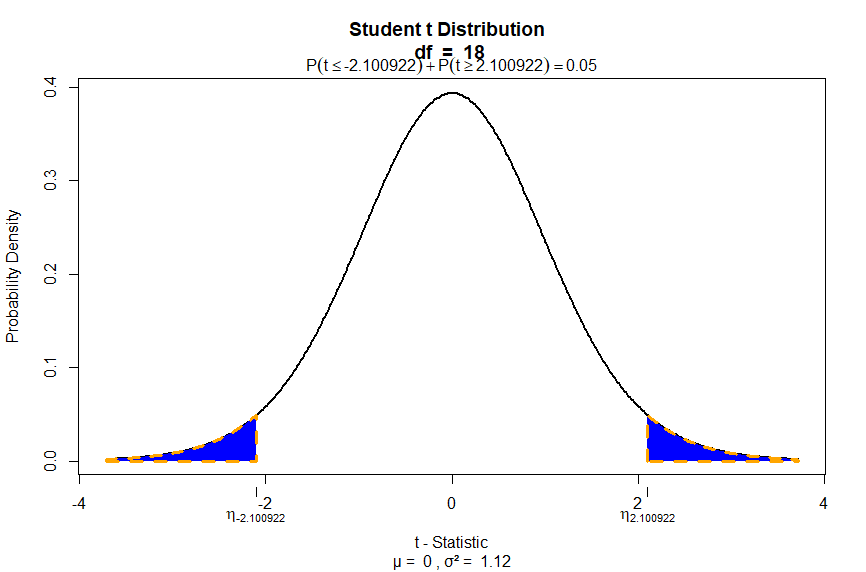 Student t Distribution
df = 18
P(t ≤ -2.100922) + P(t ≥ 2.100922) = 0.05
Probability Density
0.4
0.3
0.2
0.1
0.0
-4 -2 0 2 4
η-2.100922 η2.100922
t - Statistic
μ = 0 , σ² = 1.12